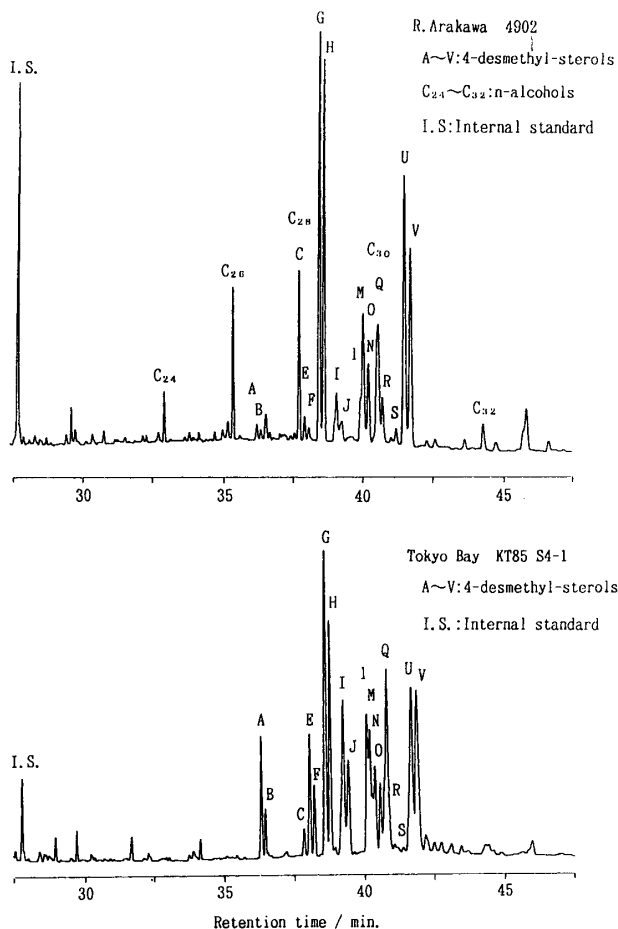 R.Arakawa 4902
A~V:4-desmethyl-sterols
C₂₄~C₃₂:n-alcohols
I.S:Internal standard
G
H
I.S.
U
V
C₂₈
C
C₃₀
Q
C₂₆
M
O
N
l
A
E
I
R
B
F
J
S
C₂₄
C₃₂
30
35
40
45
Tokyo Bay KT85 S4-1
A~V:4-desmethyl-sterols
I.S.:Internal standard
G
H
Q
U
V
I
l
M
N
O
A
E
J
F
B
I.S.
C
R
S
30
35
40
45
Retention time / min.